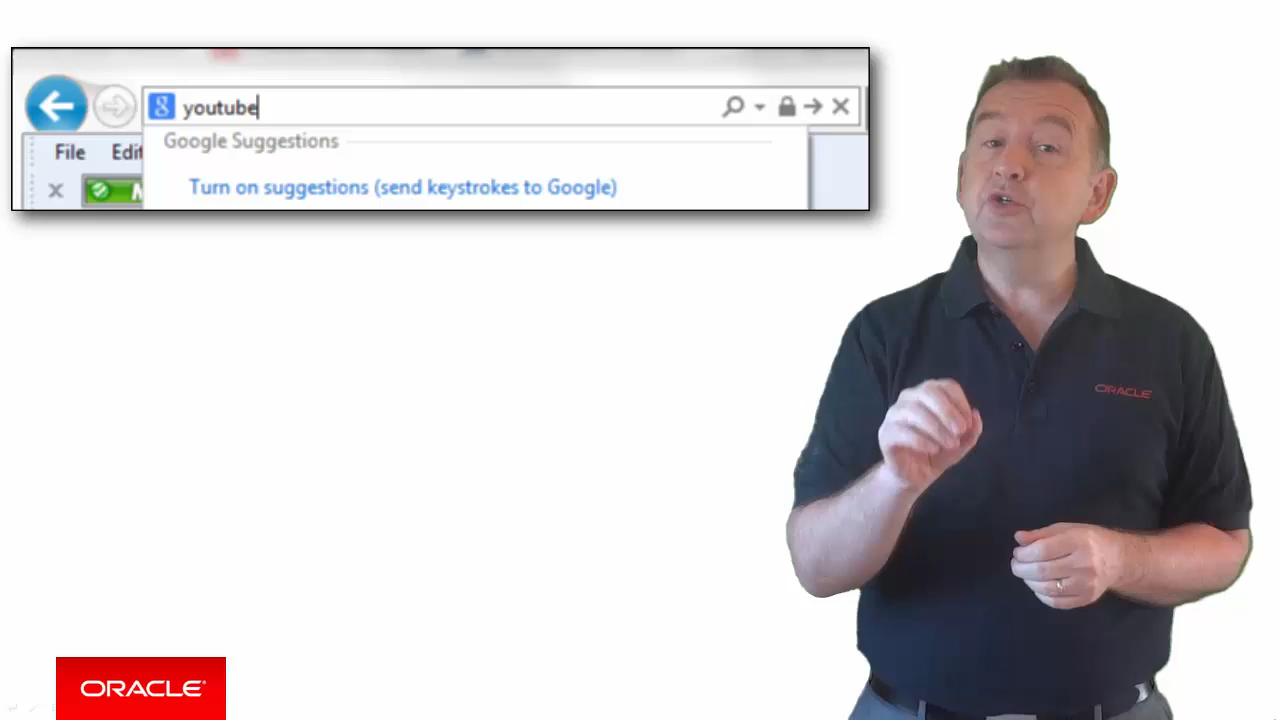 youtube
Google Suggestions
File
Edit
Turn on suggestions (send keystrokes to Google)
ORACLE
ORACLE